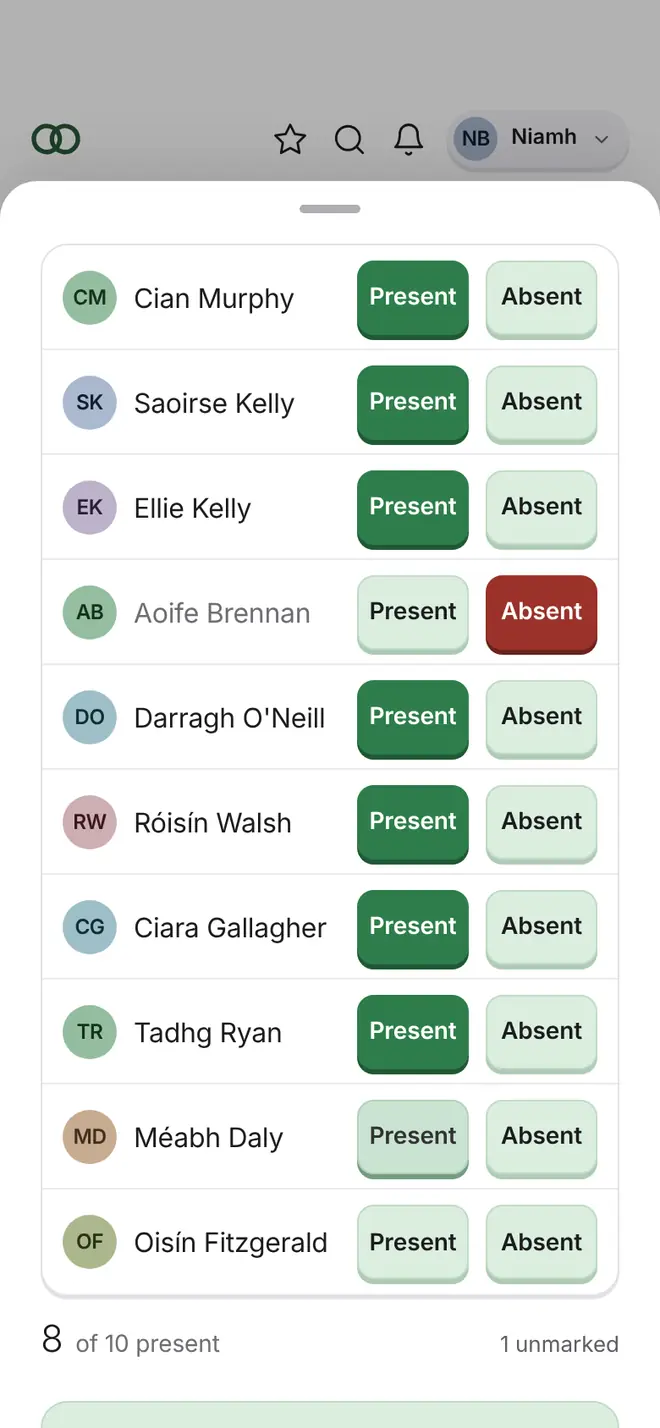 NB Niamh
CM Cian Murphy Present Absent
SK Saoirse Kelly Present Absent
EK Ellie Kelly Present Absent
AB Aoife Brennan Present Absent
DO Darragh O'Neill Present Absent
RW Róisín Walsh Present Absent
CG Ciara Gallagher Present Absent
TR Tadhg Ryan Present Absent
MD Méabh Daly Present Absent
OF Oisín Fitzgerald Present Absent
8 of 10 present 1 unmarked